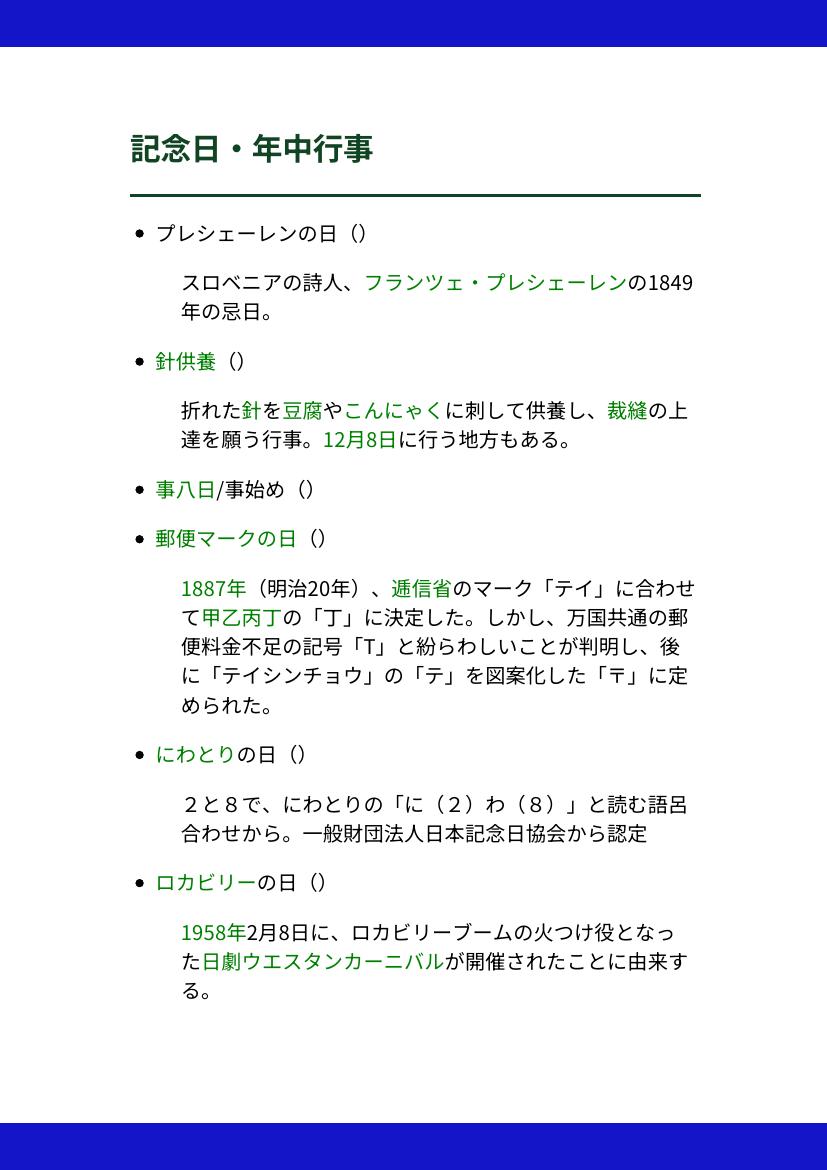 記念日・年中行事
• プレシェーレンの日（）
スロベニアの詩人、フランツェ・プレシェーレンの1849
年の忌日。
• 針供養（）
折れた針を豆腐やこんにゃくに刺して供養し、裁縫の上
達を願う行事。12月8日に行う地方もある。
• 事八日/事始め（）
• 郵便マークの日（）
1887年（明治20年）、逓信省のマーク「テイ」に合わせ
て甲乙丙丁の「丁」に決定した。しかし、万国共通の郵
便料金不足の記号「T」と紛らわしいことが判明し、後
に「テイシンチョウ」の「テ」を図案化した「〒」に定
められた。
• にわとりの日（）
２と８で、にわとりの「に（２）わ（８）」と読む語呂
合わせから。一般財団法人日本記念日協会から認定
• ロカビリーの日（）
1958年2月8日に、ロカビリーブームの火つけ役となっ
た日劇ウエスタンカーニバルが開催されたことに由来す
る。